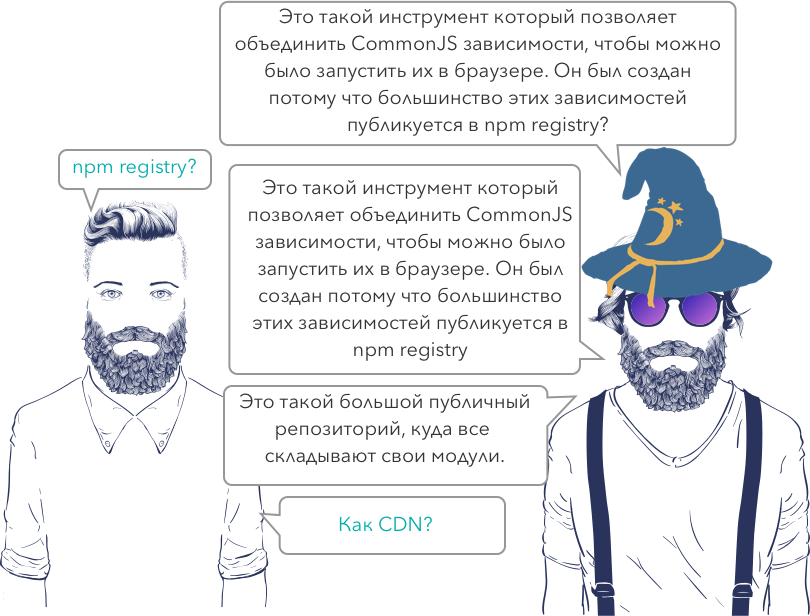 Это такой инструмент который позволяет
объединить CommonJS зависимости, чтобы можно
было запустить их в браузере. Он был создан
потому что большинство этих зависимостей
публикуется в npm registry?
npm registry?
Это такой инструмент который
позволяет объединить CommonJS
зависимости, чтобы можно было
запустить их в браузере. Он был
создан потому что большинство
этих зависимостей публикуется в
npm registry
Это такой большой публичный
репозиторий, куда все
складывают свои модули.
Как CDN?